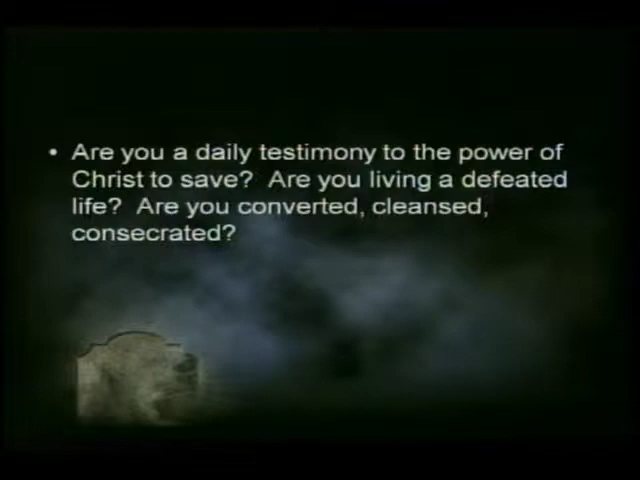 • Are you a daily testimony to the power of
Christ to save?  Are you living a defeated
life?  Are you converted, cleansed,
consecrated?